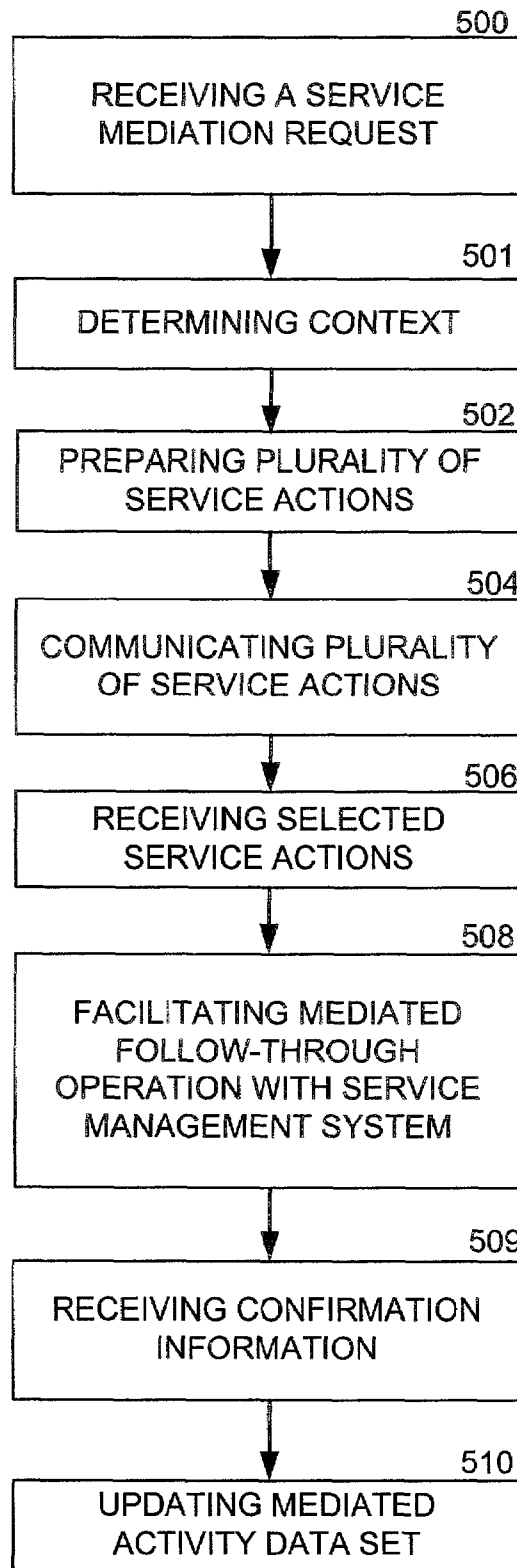 500
RECEIVING A SERVICE
MEDIATION REQUEST
501
DETERMINING CONTEXT
502
PREPARING PLURALITY OF
SERVICE ACTIONS
504
COMMUNICATING PLURALITY
OF SERVICE ACTIONS
506
RECEIVING SELECTED
SERVICE ACTIONS
508
FACILITATING MEDIATED
FOLLOW-THROUGH
OPERATION WITH SERVICE
MANAGEMENT SYSTEM
509
RECEIVING CONFIRMATION
INFORMATION
510
UPDATING MEDIATED
ACTIVITY DATA SET